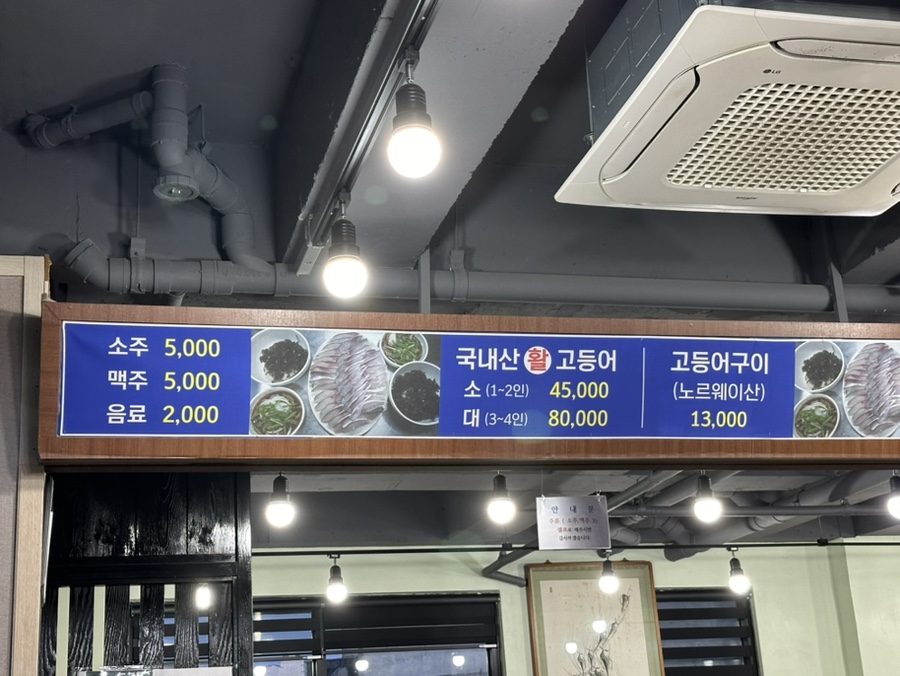 LG
소주 5,000
맥주 5,000
음료 2,000
국내산 활 고등어
소 (1~2인) 45,000
대 (3~4인) 80,000
고등어구이
(노르웨이산)
13,000
안 내 문